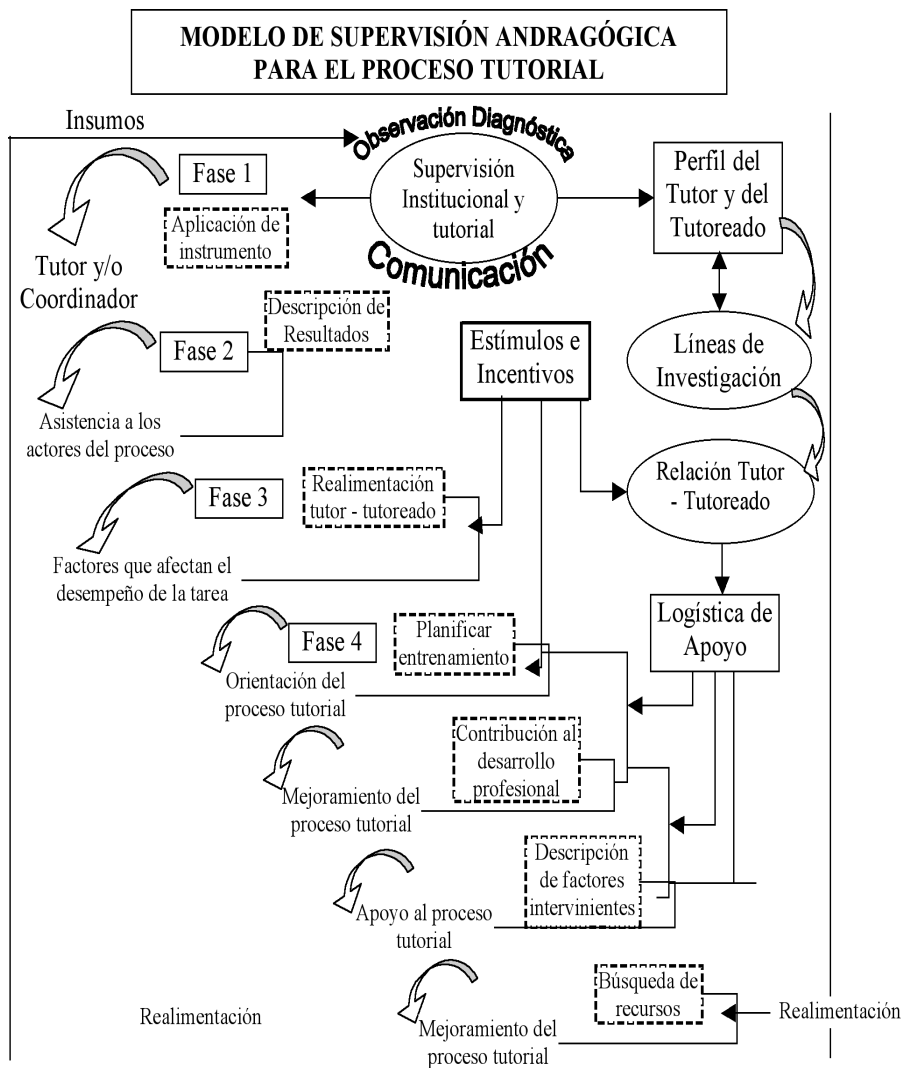 MODELO DE SUPERVISIÓN ANDRAGÓGICA
PARA EL PROCESO TUTORIAL
Insumos
Observación Diagnóstica
Supervisión
Institucional y
tutorial
Comunicación
Perfil del
Tutor y del
Tutoreado
Fase 1
Aplicación de
instrumento
Tutor y/o
Coordinador
Descripción de
Resultados
Fase 2
Asistencia a los
actores del proceso
Estímulos e
Incentivos
Líneas de
Investigación
Fase 3
Realimentación
tutor - tutoreado
Relación Tutor
- Tutoreado
Factores que afectan el
desempeño de la tarea
Fase 4
Planificar
entrenamiento
Logística de
Apoyo
Orientación del
proceso tutorial
Contribución al
desarrollo
profesional
Mejoramiento del
proceso tutorial
Descripción
de factores
intervinientes
Apoyo al proceso
tutorial
Búsqueda de
recursos
Realimentación
Realimentación
Mejoramiento del
proceso tutorial